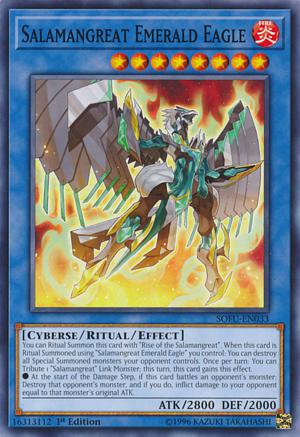 SALAMANGREAT EMERALD EAGLE
FIRE
炎
SOFU-EN033
[CYBERSE/RITUAL/EFFECT]
You can Ritual Summon this card with "Rise of the Salamangreat". When this card is
Ritual Summoned using "Salamangreat Emerald Eagle" you control: You can destroy
all Special Summoned monsters your opponent controls. Once per turn: You can
Tribute 1 "Salamangreat" Link Monster; this turn, this card gains this effect.
● At the start of the Damage Step, if this card battles an opponent's monster:
Destroy that opponent's monster, and if you do, inflict damage to your opponent
equal to that monster's original ATK.
ATK/2800 DEF/2000
16313112 1st Edition ©1996 KAZUKI TAKAHASHI